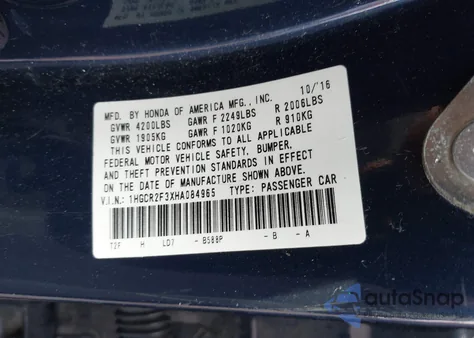 MFD. BY HONDA OF AMERICA MFG., INC. 10/'16
GVWR 4200LBS GAWR F 2249LBS R 2006LBS
GVWR 1905KG GAWR F 1020KG R 910KG
THIS VEHICLE CONFORMS TO ALL APPLICABLE
FEDERAL MOTOR VEHICLE SAFETY, BUMPER,
AND THEFT PREVENTION STANDARDS IN EFFECT
ON THE DATE OF MANUFACTURE SHOWN ABOVE.
V.I.N.: 1HGCR2F3XHA084965 TYPE: PASSENGER CAR
T2F H LD7 - B588P - B - A
autoSnap